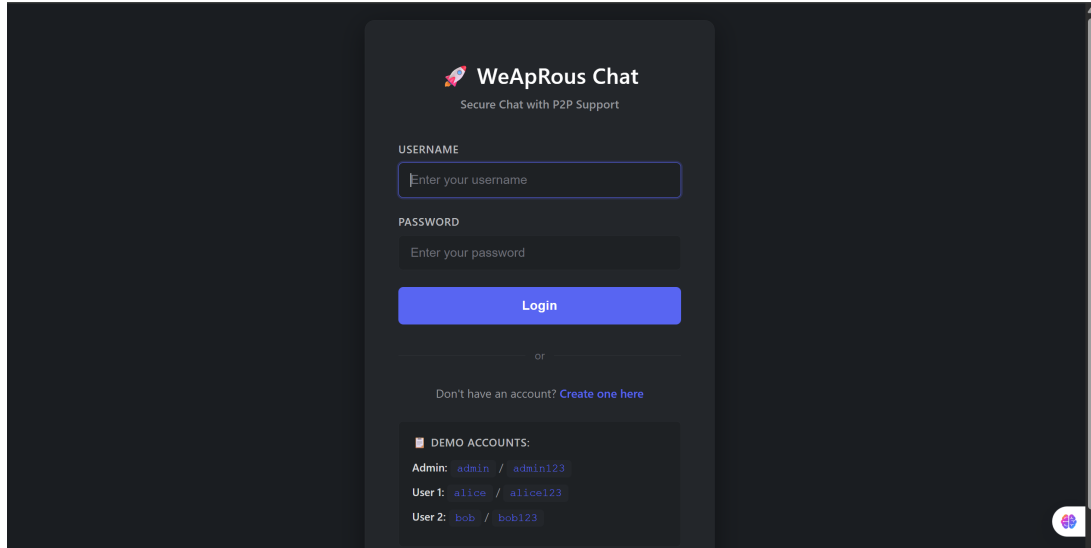 🚀 WeApRous Chat
Secure Chat with P2P Support
USERNAME
Enter your username
PASSWORD
Enter your password
Login
or
Don't have an account? Create one here
📋 DEMO ACCOUNTS:
Admin: admin / admin123
User 1: alice / alice123
User 2: bob / bob123